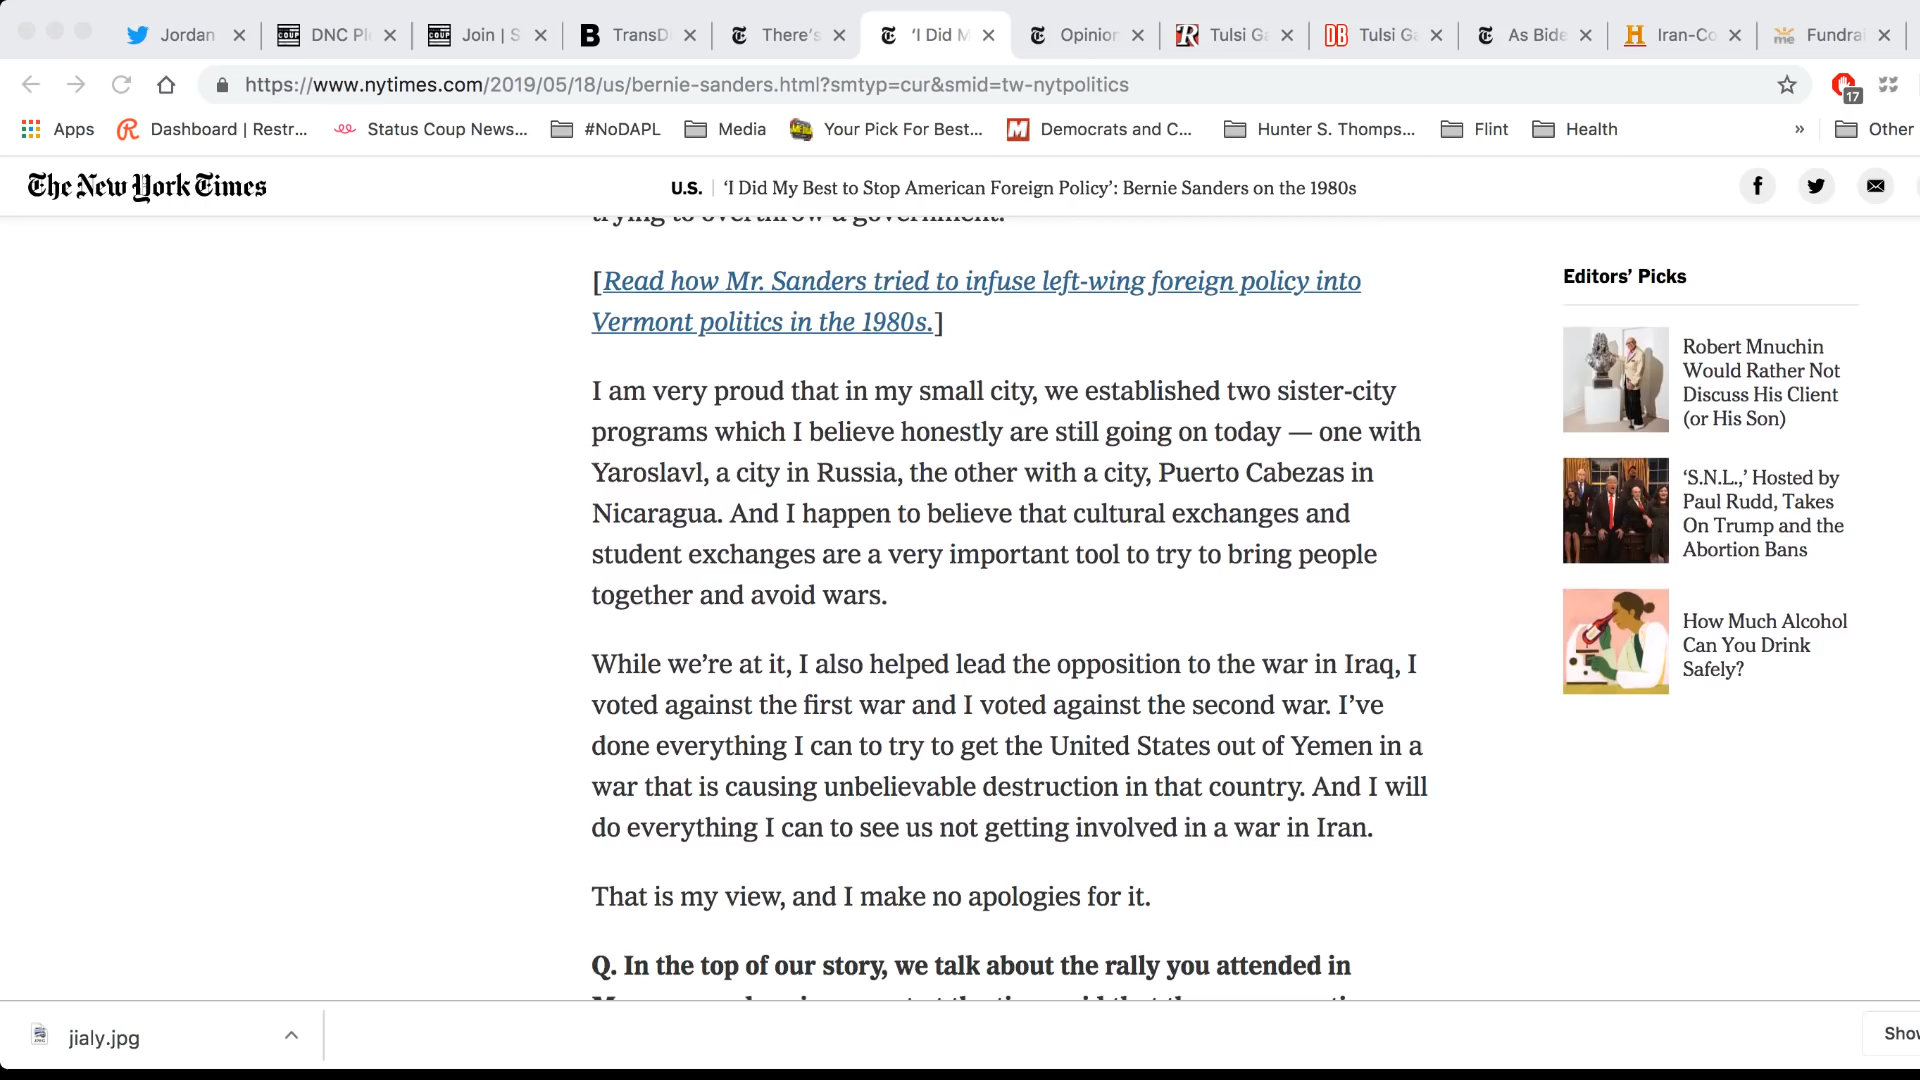 Jordan
DNC Pl
Join | S
TransD
There's
'I Did M
Opinion
Tulsi Ga
Tulsi Ga
As Bide
Iran-Co
Fundrai
https://www.nytimes.com/2019/05/18/us/bernie-sanders.html?smtyp=cur&smid=tw-nytpolitics
17
Apps
Dashboard | Restr...
Status Coup News...
#NoDAPL
Media
Your Pick For Best...
Democrats and C...
Hunter S. Thomps...
Flint
Health
»
Other
The New York Times
U.S. | 'I Did My Best to Stop American Foreign Policy': Bernie Sanders on the 1980s
trying to overthrow a government.
[Read how Mr. Sanders tried to infuse left-wing foreign policy into
Vermont politics in the 1980s.]
I am very proud that in my small city, we established two sister-city
programs which I believe honestly are still going on today — one with
Yaroslavl, a city in Russia, the other with a city, Puerto Cabezas in
Nicaragua. And I happen to believe that cultural exchanges and
student exchanges are a very important tool to try to bring people
together and avoid wars.
While we're at it, I also helped lead the opposition to the war in Iraq, I
voted against the first war and I voted against the second war. I've
done everything I can to try to get the United States out of Yemen in a
war that is causing unbelievable destruction in that country. And I will
do everything I can to see us not getting involved in a war in Iran.
That is my view, and I make no apologies for it.
Q. In the top of our story, we talk about the rally you attended in
Editors' Picks
Robert Mnuchin
Would Rather Not
Discuss His Client
(or His Son)
'S.N.L.,' Hosted by
Paul Rudd, Takes
On Trump and the
Abortion Bans
How Much Alcohol
Can You Drink
Safely?
jialy.jpg
Show